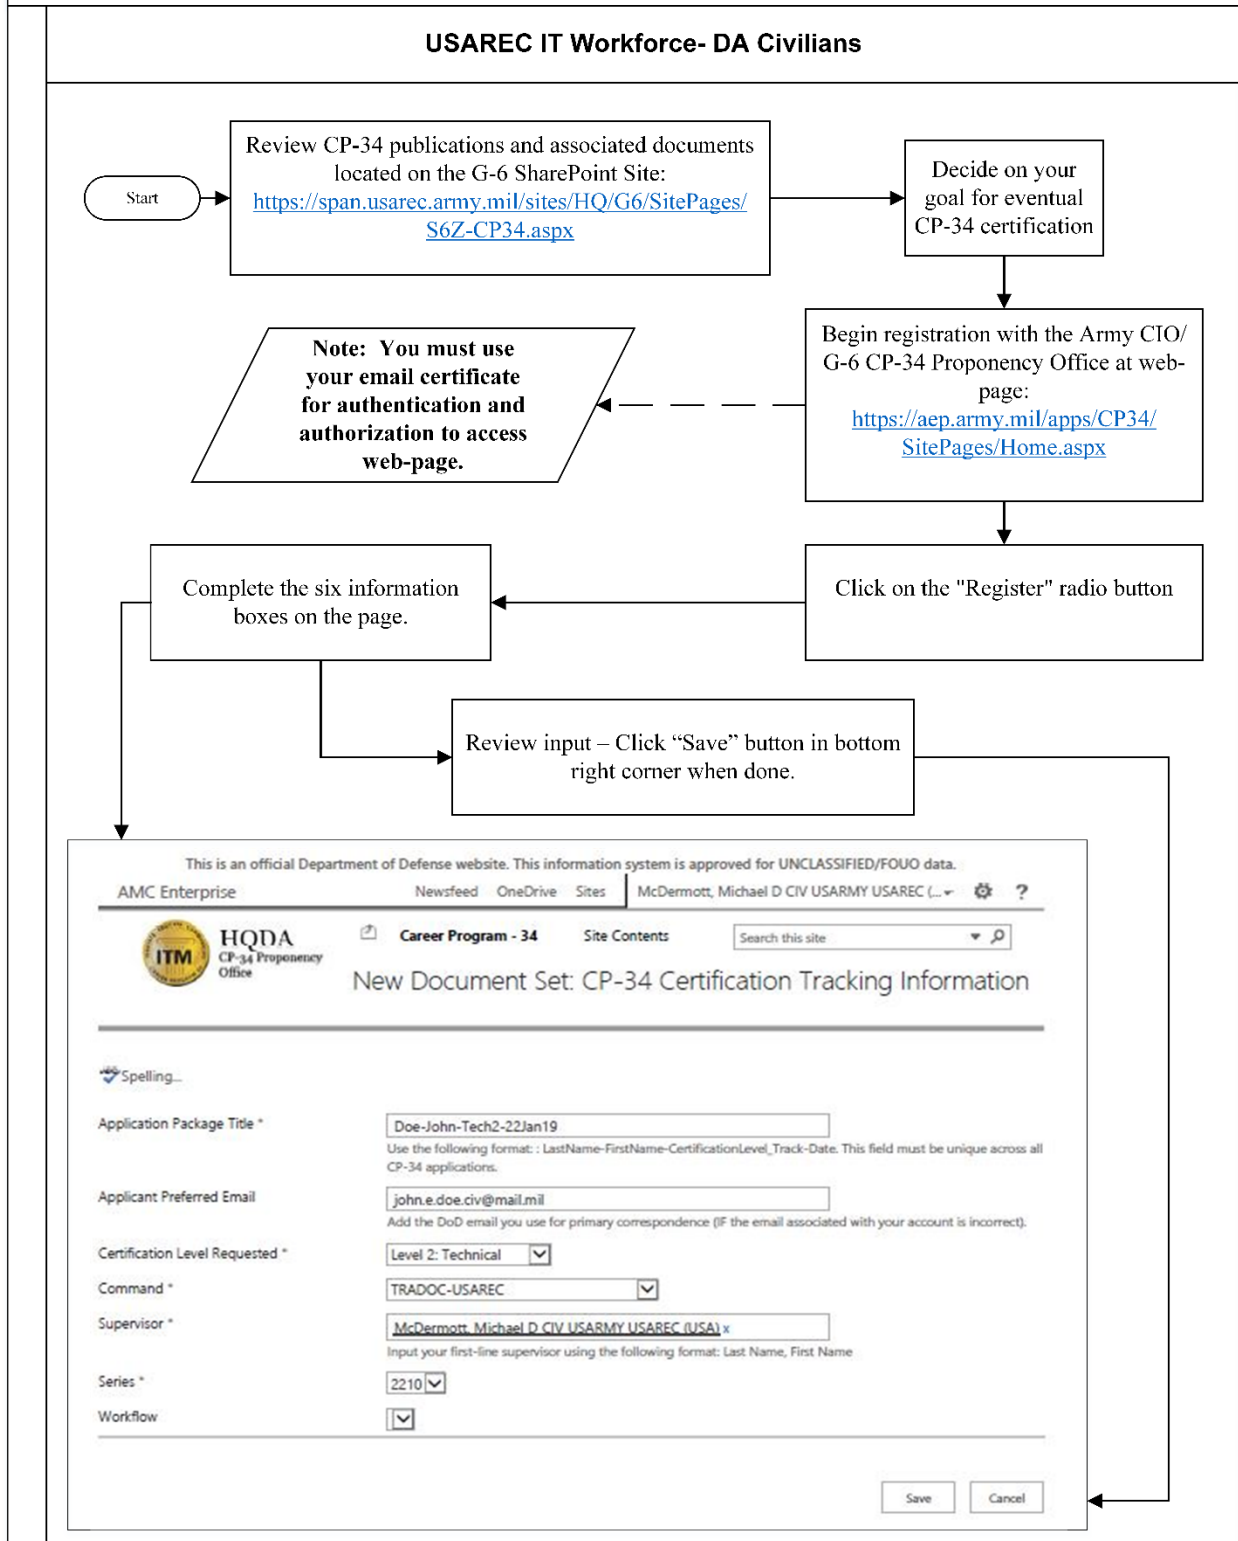 USAREC IT Workforce- DA Civilians
Start
Review CP-34 publications and associated documents
located on the G-6 SharePoint Site:
https://span.usarec.army.mil/sites/HQ/G6/SitePages/
S6Z-CP34.aspx
Decide on your
goal for eventual
CP-34 certification
Note: You must use
your email certificate
for authentication and
authorization to access
web-page.
Begin registration with the Army CIO/
G-6 CP-34 Proponency Office at web-
page:
https://aep.army.mil/apps/CP34/
SitePages/Home.aspx
Complete the six information
boxes on the page.
Click on the "Register" radio button
Review input – Click “Save” button in bottom
right corner when done.
This is an official Department of Defense website. This information system is approved for UNCLASSIFIED/FOUO data.
AMC Enterprise Newsfeed OneDrive Sites McDermott, Michael D CIV USARMY USAREC (... ?
ITM
HQDA
CP-34 Proponency
Office
Career Program - 34 Site Contents Search this site
New Document Set: CP-34 Certification Tracking Information
Spelling...
Application Package Title * Doe-John-Tech2-22Jan19
Use the following format: : LastName-FirstName-CertificationLevel_Track-Date. This field must be unique across all
CP-34 applications.
Applicant Preferred Email john.e.doe.civ@mail.mil
Add the DoD email you use for primary correspondence (IF the email associated with your account is incorrect).
Certification Level Requested * Level 2: Technical
Command * TRADOC-USAREC
Supervisor * McDermott, Michael D CIV USARMY USAREC (USA) x
Input your first-line supervisor using the following format: Last Name, First Name
Series * 2210
Workflow
Save Cancel